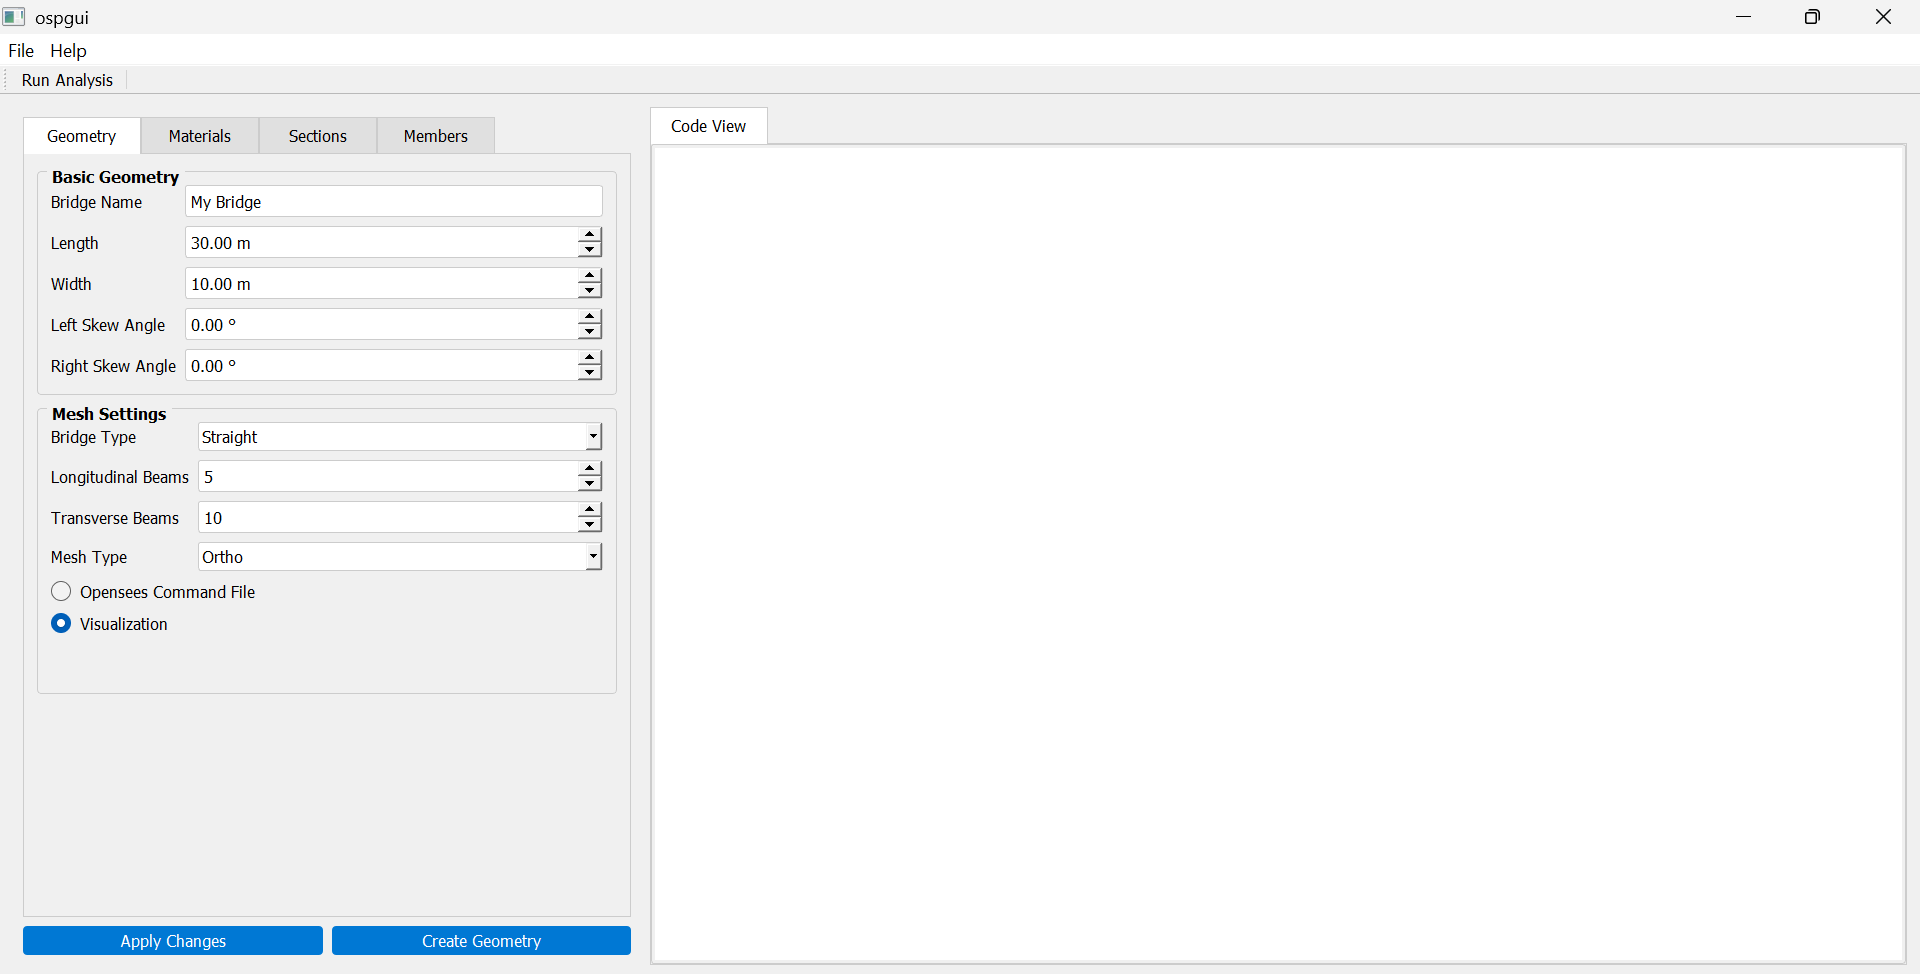 ospgui
File Help
Run Analysis
Geometry Materials Sections Members
Basic Geometry
Bridge Name My Bridge
Length 30.00 m
Width 10.00 m
Left Skew Angle 0.00 °
Right Skew Angle 0.00 °
Mesh Settings
Bridge Type Straight
Longitudinal Beams 5
Transverse Beams 10
Mesh Type Ortho
Opensees Command File
Visualization
Apply Changes Create Geometry
Code View